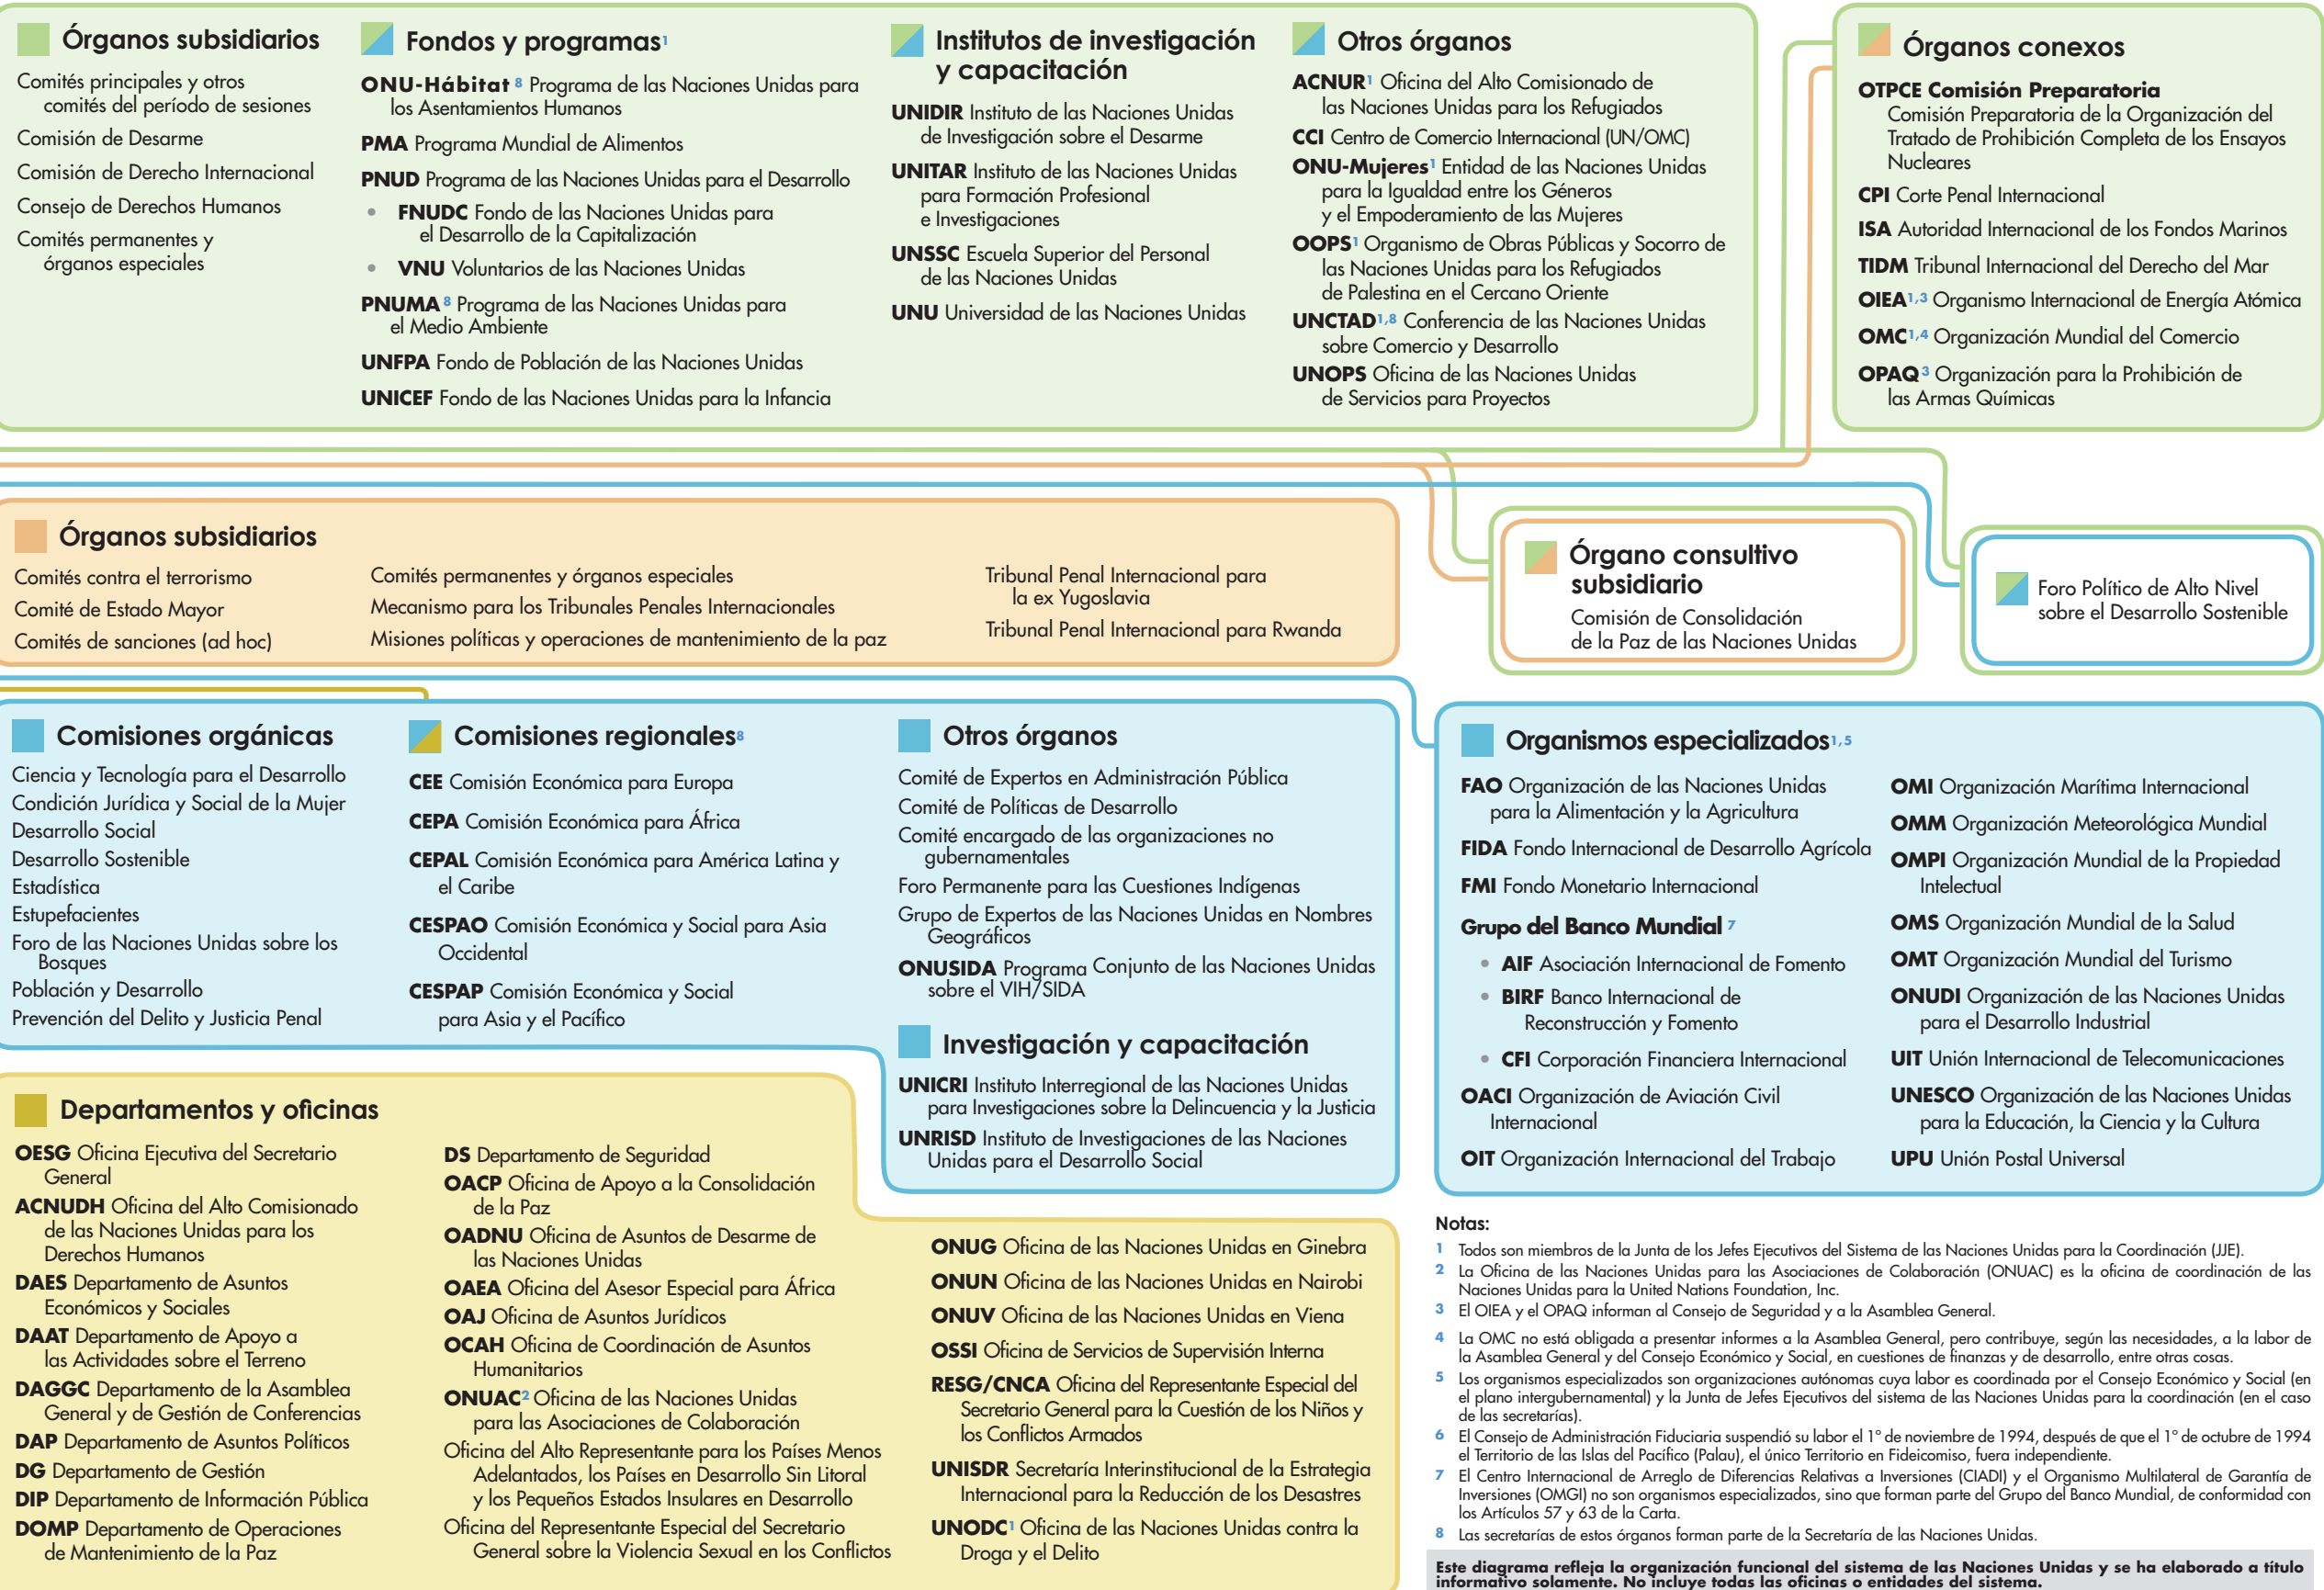 Órganos subsidiarios
Comités principales y otros
comités del período de sesiones
Comisión de Desarme
Comisión de Derecho Internacional
Consejo de Derechos Humanos
Comités permanentes y
órganos especiales
Fondos y programas1
ONU-Hábitat 8 Programa de las Naciones Unidas para
los Asentamientos Humanos
PMA Programa Mundial de Alimentos
PNUD Programa de las Naciones Unidas para el Desarrollo
• FNUDC Fondo de las Naciones Unidas para
el Desarrollo de la Capitalización
• VNU Voluntarios de las Naciones Unidas
PNUMA 8 Programa de las Naciones Unidas para
el Medio Ambiente
UNFPA Fondo de Población de las Naciones Unidas
UNICEF Fondo de las Naciones Unidas para la Infancia
Institutos de investigación
y capacitación
UNIDIR Instituto de las Naciones Unidas
de Investigación sobre el Desarme
UNITAR Instituto de las Naciones Unidas
para Formación Profesional
e Investigaciones
UNSSC Escuela Superior del Personal
de las Naciones Unidas
UNU Universidad de las Naciones Unidas
Otros órganos
ACNUR1 Oficina del Alto Comisionado de
las Naciones Unidas para los Refugiados
CCI Centro de Comercio Internacional (UN/OMC)
ONU-Mujeres1 Entidad de las Naciones Unidas
para la Igualdad entre los Géneros
y el Empoderamiento de las Mujeres
OOPS1 Organismo de Obras Públicas y Socorro de
las Naciones Unidas para los Refugiados
de Palestina en el Cercano Oriente
UNCTAD1,8 Conferencia de las Naciones Unidas
sobre Comercio y Desarrollo
UNOPS Oficina de las Naciones Unidas
de Servicios para Proyectos
Órganos conexos
OTPCE Comisión Preparatoria
Comisión Preparatoria de la Organización del
Tratado de Prohibición Completa de los Ensayos
Nucleares
CPI Corte Penal Internacional
ISA Autoridad Internacional de los Fondos Marinos
TIDM Tribunal Internacional del Derecho del Mar
OIEA1,3 Organismo Internacional de Energía Atómica
OMC1,4 Organización Mundial del Comercio
OPAQ3 Organización para la Prohibición de
las Armas Químicas
Órganos subsidiarios
Comités contra el terrorismo
Comité de Estado Mayor
Comités de sanciones (ad hoc)
Comités permanentes y órganos especiales
Mecanismo para los Tribunales Penales Internacionales
Misiones políticas y operaciones de mantenimiento de la paz
Tribunal Penal Internacional para
la ex Yugoslavia
Tribunal Penal Internacional para Rwanda
Órgano consultivo
subsidiario
Comisión de Consolidación
de la Paz de las Naciones Unidas
Foro Político de Alto Nivel
sobre el Desarrollo Sostenible
Comisiones orgánicas
Ciencia y Tecnología para el Desarrollo
Condición Jurídica y Social de la Mujer
Desarrollo Social
Desarrollo Sostenible
Estadística
Estupefacientes
Foro de las Naciones Unidas sobre los
Bosques
Población y Desarrollo
Prevención del Delito y Justicia Penal
Comisiones regionales8
CEE Comisión Económica para Europa
CEPA Comisión Económica para África
CEPAL Comisión Económica para América Latina y
el Caribe
CESPAO Comisión Económica y Social para Asia
Occidental
CESPAP Comisión Económica y Social
para Asia y el Pacífico
Otros órganos
Comité de Expertos en Administración Pública
Comité de Políticas de Desarrollo
Comité encargado de las organizaciones no
gubernamentales
Foro Permanente para las Cuestiones Indígenas
Grupo de Expertos de las Naciones Unidas en Nombres
Geográficos
ONUSIDA Programa Conjunto de las Naciones Unidas
sobre el VIH/SIDA
Investigación y capacitación
UNICRI Instituto Interregional de las Naciones Unidas
para Investigaciones sobre la Delincuencia y la Justicia
UNRISD Instituto de Investigaciones de las Naciones
Unidas para el Desarrollo Social
Organismos especializados1,5
FAO Organización de las Naciones Unidas
para la Alimentación y la Agricultura
FIDA Fondo Internacional de Desarrollo Agrícola
FMI Fondo Monetario Internacional
Grupo del Banco Mundial 7
• AIF Asociación Internacional de Fomento
• BIRF Banco Internacional de
Reconstrucción y Fomento
• CFI Corporación Financiera Internacional
OACI Organización de Aviación Civil
Internacional
OIT Organización Internacional del Trabajo
OMI Organización Marítima Internacional
OMM Organización Meteorológica Mundial
OMPI Organización Mundial de la Propiedad
Intelectual
OMS Organización Mundial de la Salud
OMT Organización Mundial del Turismo
ONUDI Organización de las Naciones Unidas
para el Desarrollo Industrial
UIT Unión Internacional de Telecomunicaciones
UNESCO Organización de las Naciones Unidas
para la Educación, la Ciencia y la Cultura
UPU Unión Postal Universal
Departamentos y oficinas
OESG Oficina Ejecutiva del Secretario
General
ACNUDH Oficina del Alto Comisionado
de las Naciones Unidas para los
Derechos Humanos
DAES Departamento de Asuntos
Económicos y Sociales
DAAT Departamento de Apoyo a
las Actividades sobre el Terreno
DAGGC Departamento de la Asamblea
General y de Gestión de Conferencias
DAP Departamento de Asuntos Políticos
DG Departamento de Gestión
DIP Departamento de Información Pública
DOMP Departamento de Operaciones
de Mantenimiento de la Paz
DS Departamento de Seguridad
OACP Oficina de Apoyo a la Consolidación
de la Paz
OADNU Oficina de Asuntos de Desarme de
las Naciones Unidas
OAEA Oficina del Asesor Especial para África
OAJ Oficina de Asuntos Jurídicos
OCAH Oficina de Coordinación de Asuntos
Humanitarios
ONUAC2 Oficina de las Naciones Unidas
para las Asociaciones de Colaboración
Oficina del Alto Representante para los Países Menos
Adelantados, los Países en Desarrollo Sin Litoral
y los Pequeños Estados Insulares en Desarrollo
Oficina del Representante Especial del Secretario
General sobre la Violencia Sexual en los Conflictos
ONUG Oficina de las Naciones Unidas en Ginebra
ONUN Oficina de las Naciones Unidas en Nairobi
ONUV Oficina de las Naciones Unidas en Viena
OSSI Oficina de Servicios de Supervisión Interna
RESG/CNCA Oficina del Representante Especial del
Secretario General para la Cuestión de los Niños y
los Conflictos Armados
UNISDR Secretaría Interinstitucional de la Estrategia
Internacional para la Reducción de los Desastres
UNODC1 Oficina de las Naciones Unidas contra la
Droga y el Delito
Notas:
1 Todos son miembros de la Junta de los Jefes Ejecutivos del Sistema de las Naciones Unidas para la Coordinación (JJE).
2 La Oficina de las Naciones Unidas para las Asociaciones de Colaboración (ONUAC) es la oficina de coordinación de las
Naciones Unidas para la United Nations Foundation, Inc.
3 El OIEA y el OPAQ informan al Consejo de Seguridad y a la Asamblea General.
4 La OMC no está obligada a presentar informes a la Asamblea General, pero contribuye, según las necesidades, a la labor de
la Asamblea General y del Consejo Económico y Social, en cuestiones de finanzas y de desarrollo, entre otras cosas.
5 Los organismos especializados son organizaciones autónomas cuya labor es coordinada por el Consejo Económico y Social (en
el plano intergubernamental) y la Junta de Jefes Ejecutivos del sistema de las Naciones Unidas para la coordinación (en el caso
de las secretarías).
6 El Consejo de Administración Fiduciaria suspendió su labor el 1º de noviembre de 1994, después de que el 1º de octubre de 1994
el Territorio de las Islas del Pacífico (Palau), el único Territorio en Fideicomiso, fuera independiente.
7 El Centro Internacional de Arreglo de Diferencias Relativas a Inversiones (CIADI) y el Organismo Multilateral de Garantía de
Inversiones (OMGI) no son organismos especializados, sino que forman parte del Grupo del Banco Mundial, de conformidad con
los Artículos 57 y 63 de la Carta.
8 Las secretarías de estos órganos forman parte de la Secretaría de las Naciones Unidas.
Este diagrama refleja la organización funcional del sistema de las Naciones Unidas y se ha elaborado a título
informativo solamente. No incluye todas las oficinas o entidades del sistema.